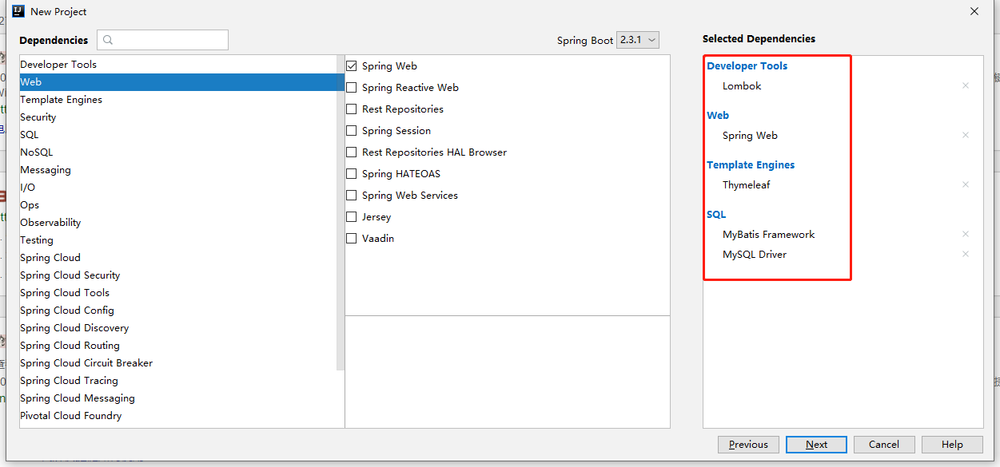 New Project
Dependencies
Spring Boot 2.3.1
Selected Dependencies
Developer Tools
Web
Template Engines
Security
SQL
NoSQL
Messaging
I/O
Ops
Observability
Testing
Spring Cloud
Spring Cloud Security
Spring Cloud Tools
Spring Cloud Config
Spring Cloud Discovery
Spring Cloud Routing
Spring Cloud Circuit Breaker
Spring Cloud Tracing
Spring Cloud Messaging
Pivotal Cloud Foundry
Spring Web
Spring Reactive Web
Rest Repositories
Spring Session
Rest Repositories HAL Browser
Spring HATEOAS
Spring Web Services
Jersey
Vaadin
Developer Tools
Lombok
Web
Spring Web
Template Engines
Thymeleaf
SQL
MyBatis Framework
MySQL Driver
Previous
Next
Cancel
Help